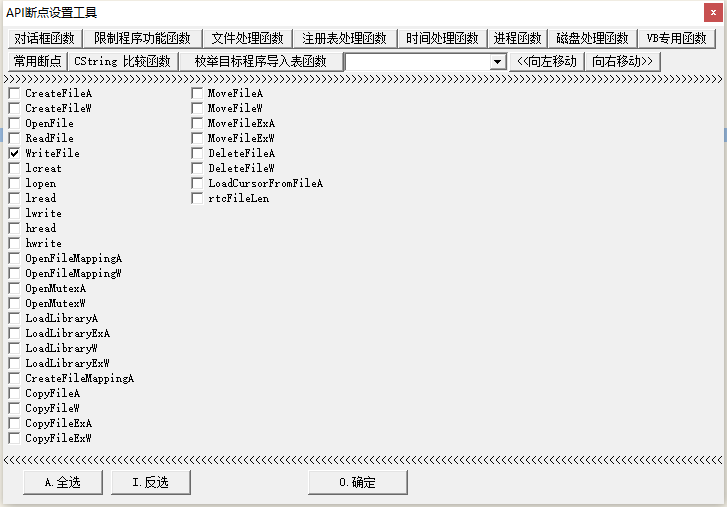 API断点设置工具
对话框函数 限制程序功能函数 文件处理函数 注册表处理函数 时间处理函数 进程函数 磁盘处理函数 VB专用函数
常用断点 CString 比较函数 枚举目标程序导入表函数 <<向左移动 向右移动>>
CreateFileA MoveFileA
CreateFileW MoveFileW
OpenFile MoveFileExA
ReadFile MoveFileExW
WriteFile DeleteFileA
lcreat DeleteFileW
lopen LoadCursorFromFileA
lread rtcFileLen
lwrite
hread
hwrite
OpenFileMappingA
OpenFileMappingW
OpenMutexA
OpenMutexW
LoadLibraryA
LoadLibraryExA
LoadLibraryW
LoadLibraryExW
CreateFileMappingA
CopyFileA
CopyFileW
CopyFileExA
CopyFileExW
A.全选 I.反选 O.确定